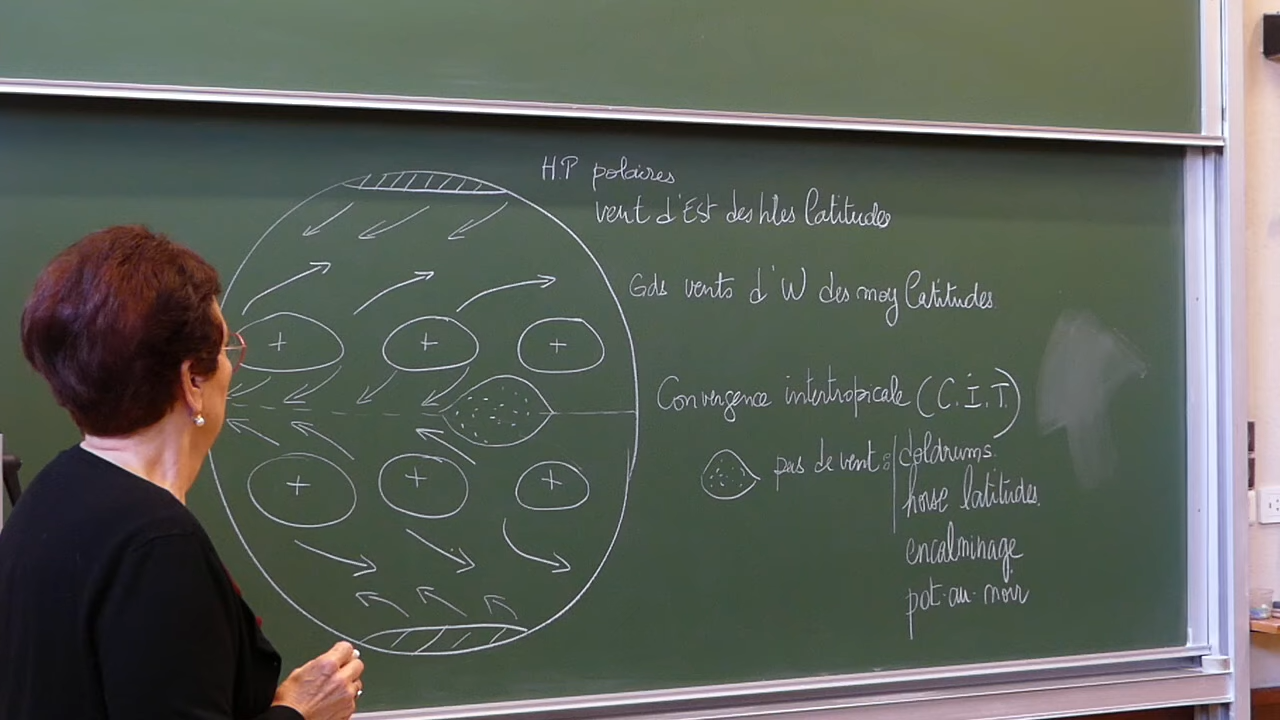 H.P polaires
vent d'Est des htes latitudes
Gds vents d'W des moy latitudes
Convergence intertropicale (C.I.T.)
pas de vent : doldrums.
horse latitudes.
encalminage
pot-au-noir
+ + +
+ + +